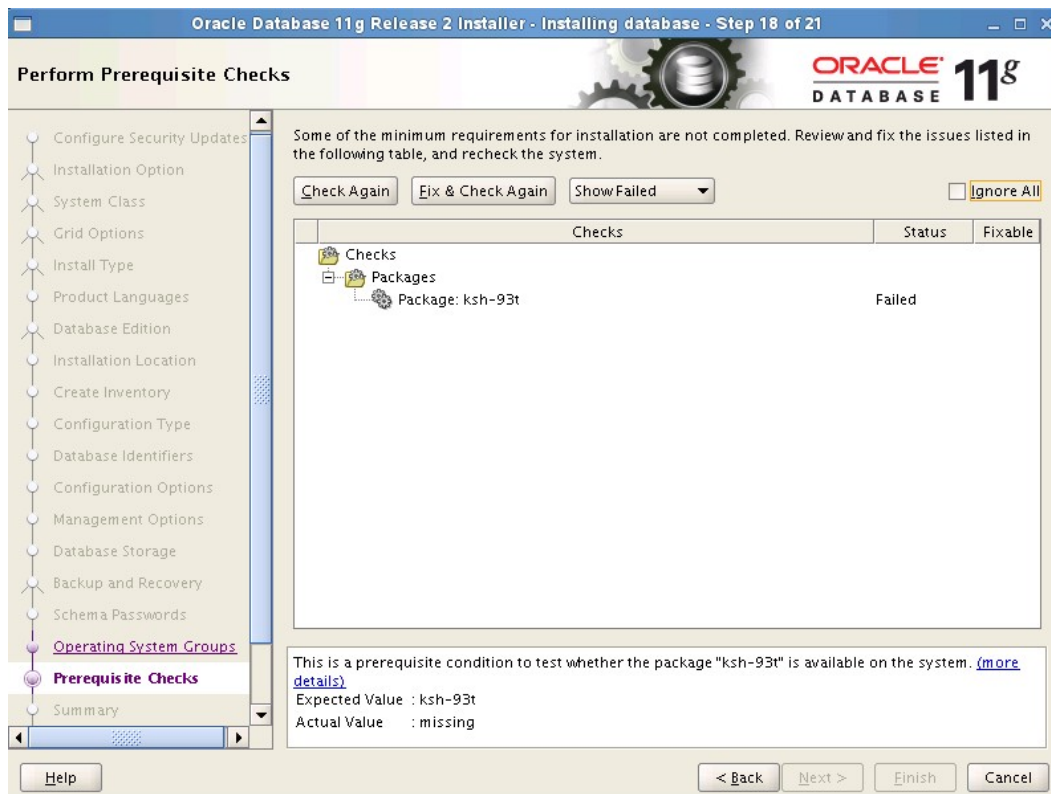 Oracle Database 11g Release 2 Installer - Installing database - Step 18 of 21
Perform Prerequisite Checks
ORACLE
DATABASE
11g
Configure Security Updates
Installation Option
System Class
Grid Options
Install Type
Product Languages
Database Edition
Installation Location
Create Inventory
Configuration Type
Database Identifiers
Configuration Options
Management Options
Database Storage
Backup and Recovery
Schema Passwords
Operating System Groups
Prerequisite Checks
Summary
Some of the minimum requirements for installation are not completed. Review and fix the issues listed in
the following table, and recheck the system.
Check Again
Fix & Check Again
Show Failed
Ignore All
Checks Status Fixable
Checks
Packages
Package: ksh-93t Failed
This is a prerequisite condition to test whether the package "ksh-93t" is available on the system. (more
details)
Expected Value : ksh-93t
Actual Value : missing
Help
< Back
Next >
Finish
Cancel